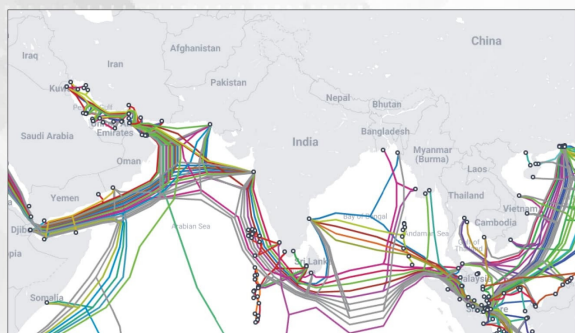 China
Afghanistan
Iraq
Iran
Pakistan
Nepal
Bhutan
Saudi Arabia
Emirates
Bangladesh
India
Oman
Myanmar
(Burma)
Laos
Yemen
Thailand
Vietnam
Arabian Sea
Bay of Bengal
Andaman Sea
Cambodia
Sri Lanka
Somalia